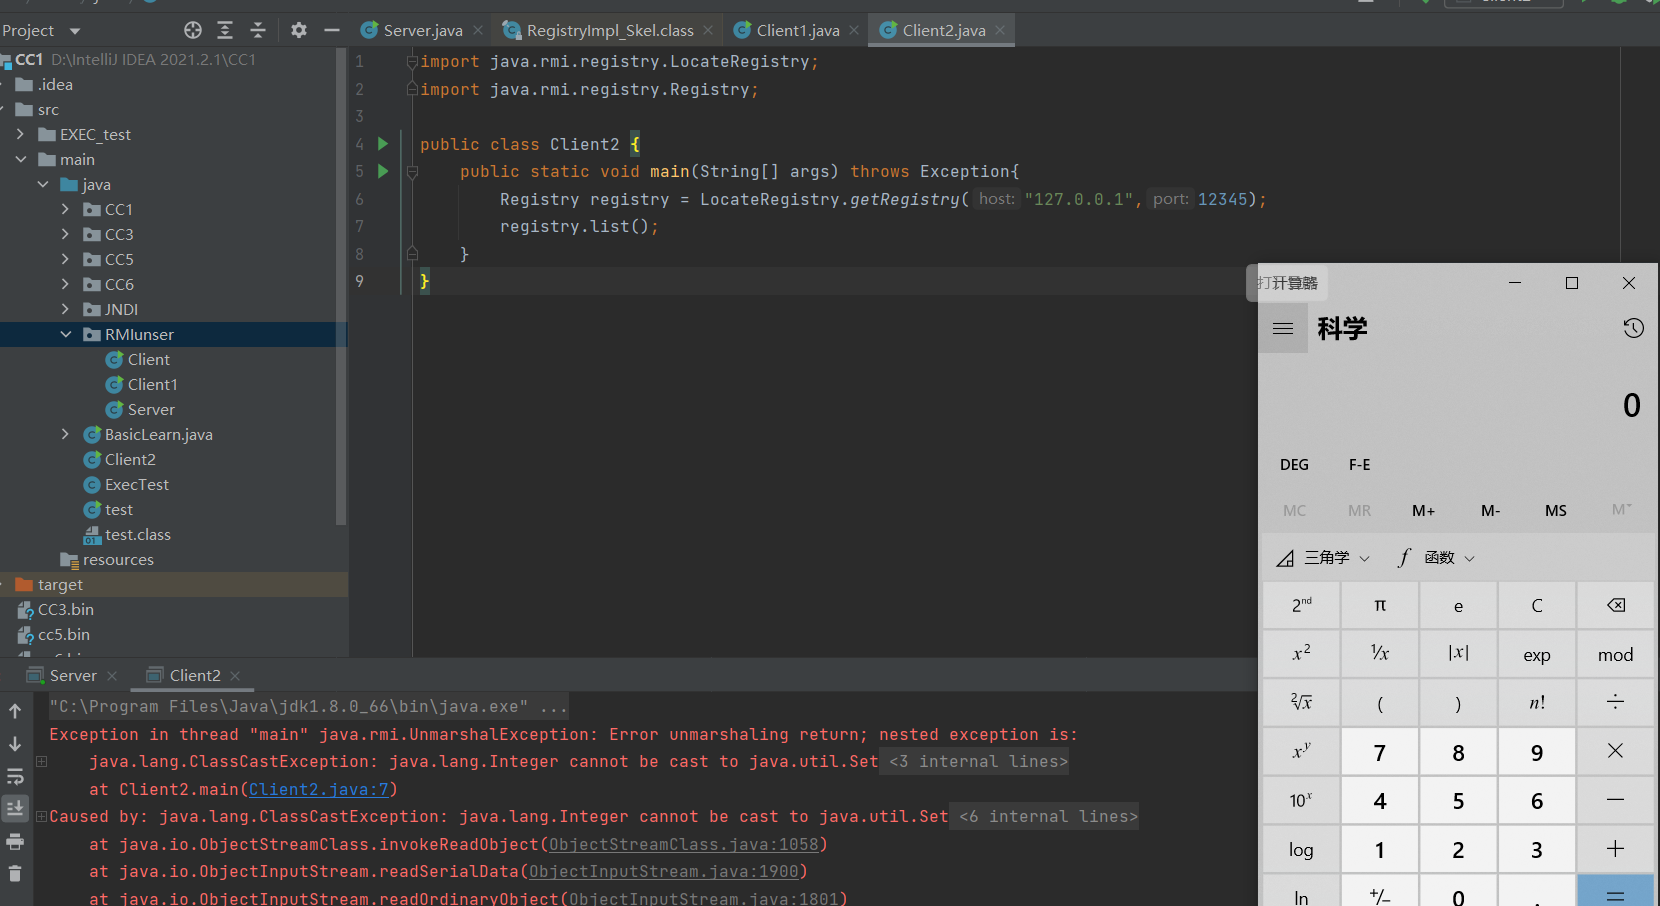 Project
Server.java
RegistryImpl_Skel.class
Client1.java
Client2.java
CC1 D:\IntelliJ IDEA 2021.2.1\CC1
.idea
src
EXEC_test
main
java
CC1
CC3
CC5
CC6
JNDI
RMIunser
Client
Client1
Server
BasicLearn.java
Client2
ExecTest
test
test.class
resources
target
CC3.bin
cc5.bin
1 import java.rmi.registry.LocateRegistry;
2 import java.rmi.registry.Registry;
3
4 public class Client2 {
5 public static void main(String[] args) throws Exception{
6 Registry registry = LocateRegistry.getRegistry( host: "127.0.0.1", port: 12345);
7 registry.list();
8 }
9 }
计算器
科学
0
DEG F-E
MC MR M+ M- MS M˅
三角学 f 函数
2nd π e C
x² ¹/x |x| exp mod
²√x ( ) n! ÷
xʸ 7 8 9 ×
10ˣ 4 5 6 −
log 1 2 3 +
ln +/− 0 . =
Server Client2
"C:\Program Files\Java\jdk1.8.0_66\bin\java.exe" ...
Exception in thread "main" java.rmi.UnmarshalException: Error unmarshaling return; nested exception is:
java.lang.ClassCastException: java.lang.Integer cannot be cast to java.util.Set <3 internal lines>
at Client2.main(Client2.java:7)
Caused by: java.lang.ClassCastException: java.lang.Integer cannot be cast to java.util.Set <6 internal lines>
at java.io.ObjectStreamClass.invokeReadObject(ObjectStreamClass.java:1058)
at java.io.ObjectInputStream.readSerialData(ObjectInputStream.java:1900)
at java.io.ObjectInputStream.readOrdinaryObject(ObjectInputStream.java:1801)